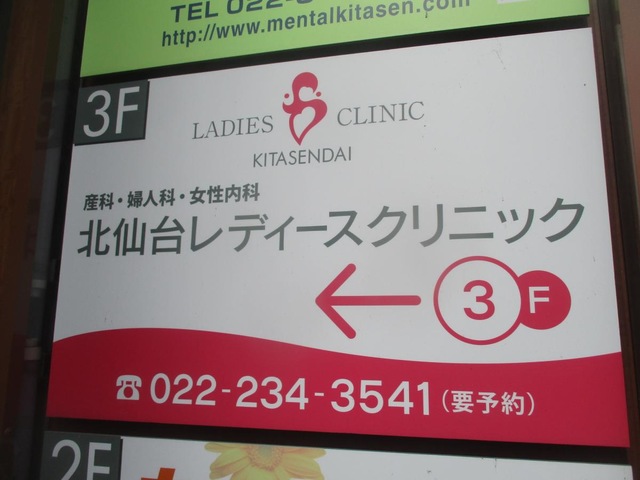 TEL 022-
http://www.mentalkitasen.com
3F
LADIES CLINIC
KITASENDAI
産科・婦人科・女性内科
北仙台レディースクリニック
← 3 F
☎ 022-234-3541 (要予約)
2F